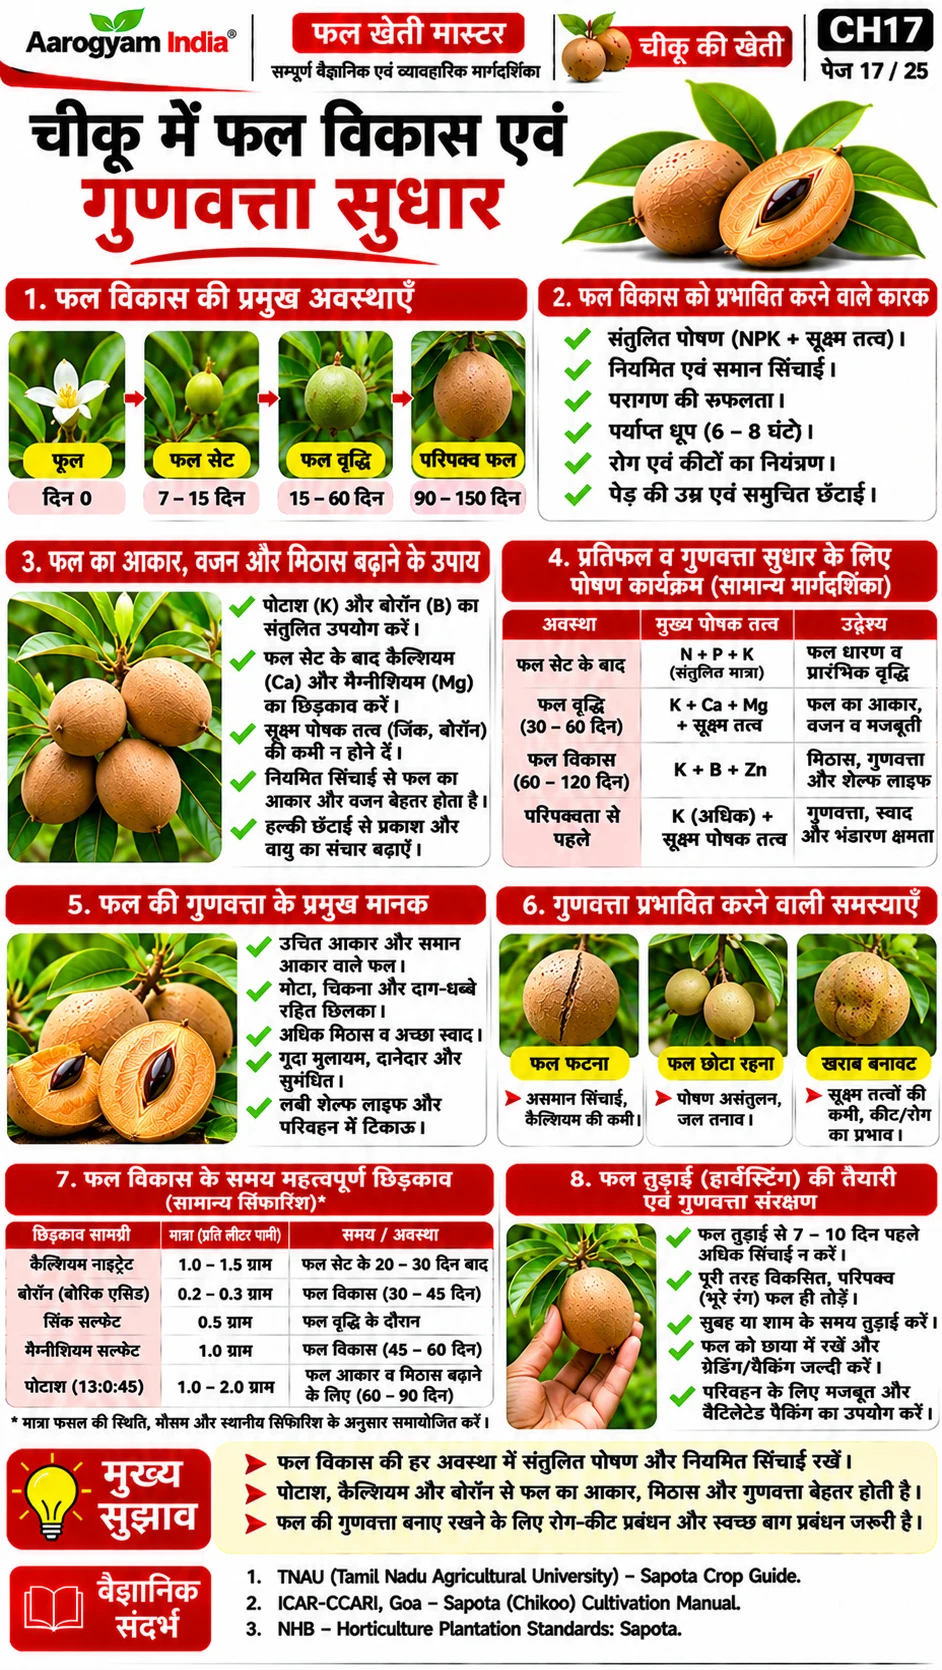 Aarogyam India®
फल खेती मास्टर
सम्पूर्ण वैज्ञानिक एवं व्यावहारिक मार्गदर्शिका
चीकू की खेती
CH17
पेज 17 / 25
चीकू में फल विकास एवं
गुणवत्ता सुधार
1. फल विकास की प्रमुख अवस्थाएँ
फूल
फल सेट
फल वृद्धि
परिपक्व फल
दिन 0
7 – 15 दिन
15 – 60 दिन
90 – 150 दिन
2. फल विकास को प्रभावित करने वाले कारक
संतुलित पोषण (NPK + सूक्ष्म तत्व)।
नियमित एवं समान सिंचाई।
परागण की सफलता।
पर्याप्त धूप (6 – 8 घंटे)।
रोग एवं कीटों का नियंत्रण।
पेड़ की उम्र एवं समुचित छँटाई।
3. फल का आकार, वजन और मिठास बढ़ाने के उपाय
पोटाश (K) और बोरॉन (B) का
संतुलित उपयोग करें।
फल सेट के बाद कैल्शियम
(Ca) और मैग्नीशियम (Mg)
का छिड़काव करें।
सूक्ष्म पोषक तत्व (जिंक, बोरॉन)
की कमी न होने दें।
नियमित सिंचाई से फल का
आकार और वजन बेहतर होता है।
हल्की छँटाई से प्रकाश और
वायु का संचार बढ़ाएँ।
4. प्रतिफल व गुणवत्ता सुधार के लिए
पोषण कार्यक्रम (सामान्य मार्गदर्शिका)
अवस्था
मुख्य पोषक तत्व
उद्देश्य
फल सेट के बाद
N + P + K
(संतुलित मात्रा)
फल धारण व
प्रारंभिक वृद्धि
फल वृद्धि
(30 – 60 दिन)
K + Ca + Mg
+ सूक्ष्म तत्व
फल का आकार,
वजन व मजबूती
फल विकास
(60 – 120 दिन)
K + B + Zn
मिठास, गुणवत्ता
और शेल्फ लाइफ
परिपक्वता से
पहले
K (अधिक) +
सूक्ष्म पोषक तत्व
गुणवत्ता, स्वाद
और भंडारण क्षमता
5. फल की गुणवत्ता के प्रमुख मानक
उचित आकार और समान
आकार वाले फल।
मोटा, चिकना और दाग-धब्बे
रहित छिलका।
अधिक मिठास व अच्छा स्वाद।
गूदा मुलायम, दानेदार और
सुमंधित।
लबी शेल्फ लाइफ और
परिवहन में टिकाऊ।
6. गुणवत्ता प्रभावित करने वाली समस्याएँ
फल फटना
फल छोटा रहना
खराब बनावट
असमान सिंचाई,
कैल्शियम की कमी।
पोषण असंतुलन,
जल तनाव।
सूक्ष्म तत्वों की
कमी, कीट/रोग
का प्रभाव।
7. फल विकास के समय महत्वपूर्ण छिड़काव
(सामान्य सिफारिश)*
छिड़काव सामग्री
मात्रा (प्रति लीटर पामी)
समय / अवस्था
कैल्शियम नाइट्रेट
1.0 – 1.5 ग्राम
फल सेट के 20 – 30 दिन बाद
बोरॉन (बोरिक एसिड)
0.2 – 0.3 ग्राम
फल विकास (30 – 45 दिन)
सिंक सल्फेट
0.5 ग्राम
फल वृद्धि के दौरान
मैग्नीशियम सल्फेट
1.0 ग्राम
फल विकास (45 – 60 दिन)
पोटाश (13:0:45)
1.0 – 2.0 ग्राम
फल आकार व मिठास बढ़ाने
के लिए (60 – 90 दिन)
* मात्रा फसल की स्थिति, मौसम और स्थानीय सिफिारिश के अनुसार समायोजित करें।
8. फल तुड़ाई (हार्वेस्टिंग) की तैयारी
एवं गुणवत्ता संरक्षण
फल तुड़ाई से 7 – 10 दिन पहले
अधिक सिंचाई न करें।
पूरी तरह विकसित, परिपक्व
(भूरे रंग) फल ही तोड़ें।
सुबह या शाम के समय तुड़ाई करें।
फल को छाया में रखें और
ग्रेडिंग/पैकिंग जल्दी करें।
परिवहन के लिए मजबूत और
वैटिलेटेड पैकिंग का उपयोग करें।
मुख्य
सुझाव
फल विकास की हर अवस्था में संतुलित पोषण और नियमित सिंचाई रखें।
पोटाश, कैल्शियम और बोरॉन से फल का आकार, मिठास और गुणवत्ता बेहतर होती है।
फल की गुणवत्ता बनाए रखने के लिए रोग-कीट प्रबंधन और स्वच्छ बाग प्रबंधन जरूरी है।
वैज्ञानिक
संदर्भ
1. TNAU (Tamil Nadu Agricultural University) – Sapota Crop Guide.
2. ICAR-CCARI, Goa – Sapota (Chikoo) Cultivation Manual.
3. NHB – Horticulture Plantation Standards: Sapota.